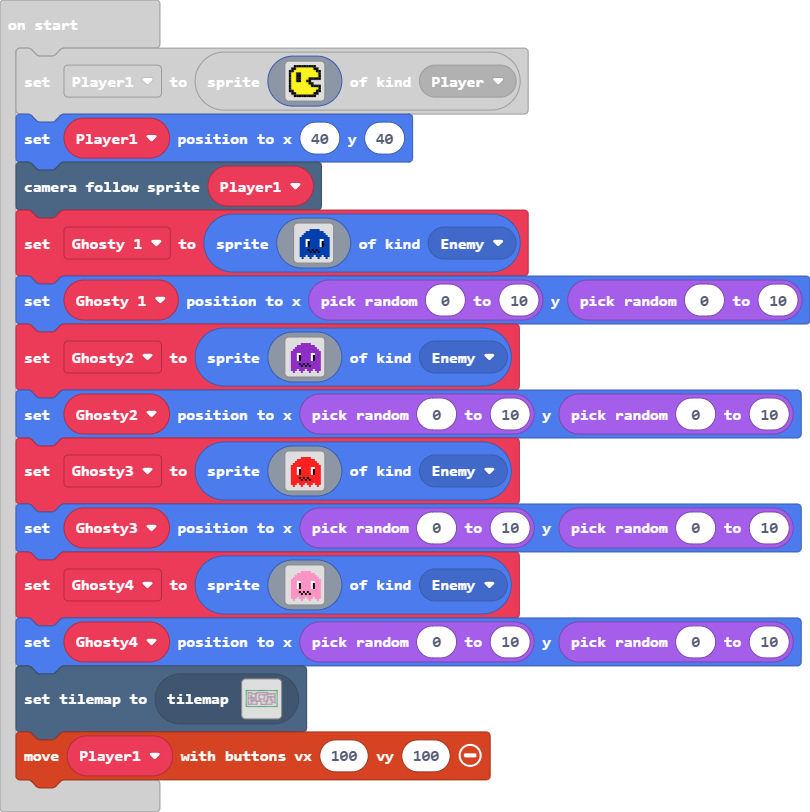 on start
set Player1 to sprite of kind Player
set Player1 position to x 40 y 40
camera follow sprite Player1
set Ghosty 1 to sprite of kind Enemy
set Ghosty 1 position to x pick random 0 to 10 y pick random 0 to 10
set Ghosty2 to sprite of kind Enemy
set Ghosty2 position to x pick random 0 to 10 y pick random 0 to 10
set Ghosty3 to sprite of kind Enemy
set Ghosty3 position to x pick random 0 to 10 y pick random 0 to 10
set Ghosty4 to sprite of kind Enemy
set Ghosty4 position to x pick random 0 to 10 y pick random 0 to 10
set tilemap to tilemap
move Player1 with buttons vx 100 vy 100